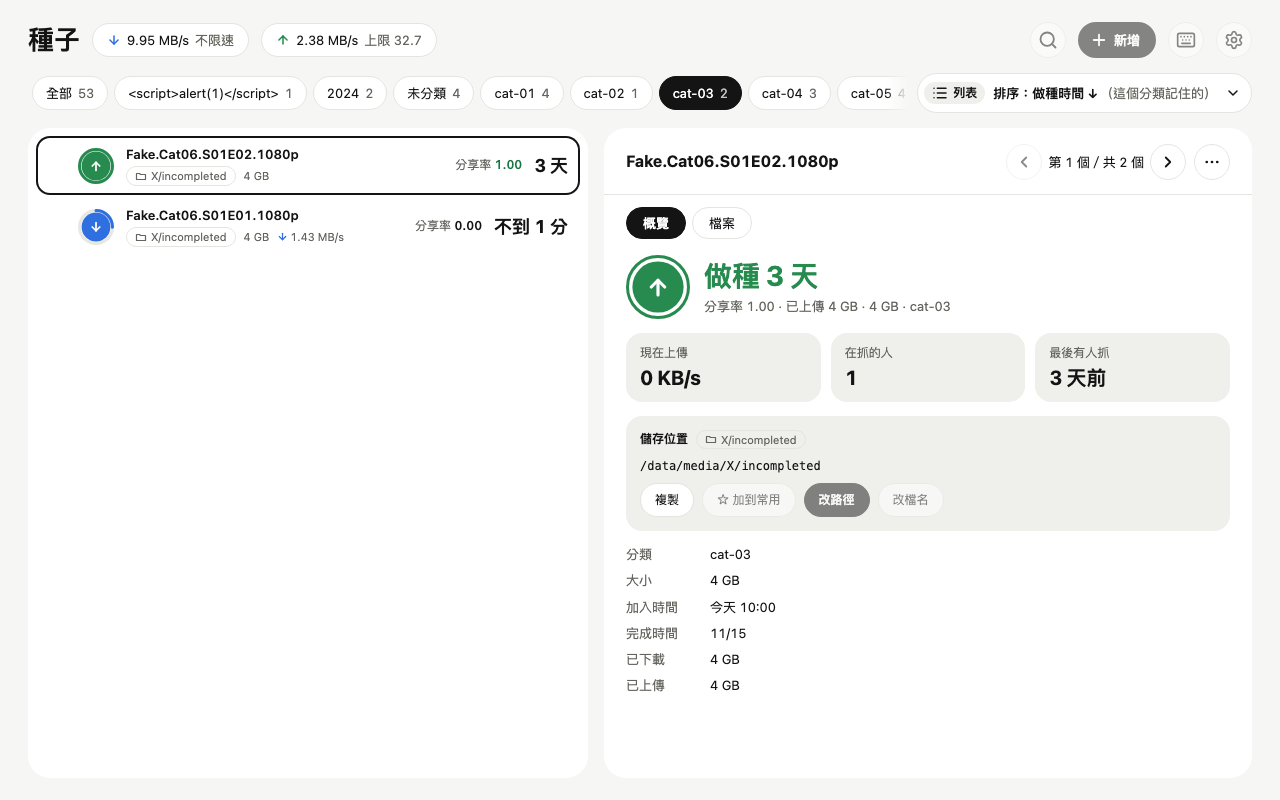 種子 9.95 MB/s 不限速 2.38 MB/s 上限 32.7 新增
全部 53 <script>alert(1)</script> 1 2024 2 未分類 4 cat-01 4 cat-02 1 cat-03 2 cat-04 3 cat-05 4 列表 排序：做種時間 ↓ (這個分類記住的)
Fake.Cat06.S01E02.1080p
X/incompleted 4 GB
分享率 1.00 3 天
Fake.Cat06.S01E01.1080p
X/incompleted 4 GB 1.43 MB/s
分享率 0.00 不到 1 分
Fake.Cat06.S01E02.1080p 第 1 個 / 共 2 個
概覽 檔案
做種 3 天
分享率 1.00 · 已上傳 4 GB · 4 GB · cat-03
現在上傳
0 KB/s
在抓的人
1
最後有人抓
3 天前
儲存位置 X/incompleted
/data/media/X/incompleted
複製 加到常用 改路徑 改檔名
分類 cat-03
大小 4 GB
加入時間 今天 10:00
完成時間 11/15
已下載 4 GB
已上傳 4 GB